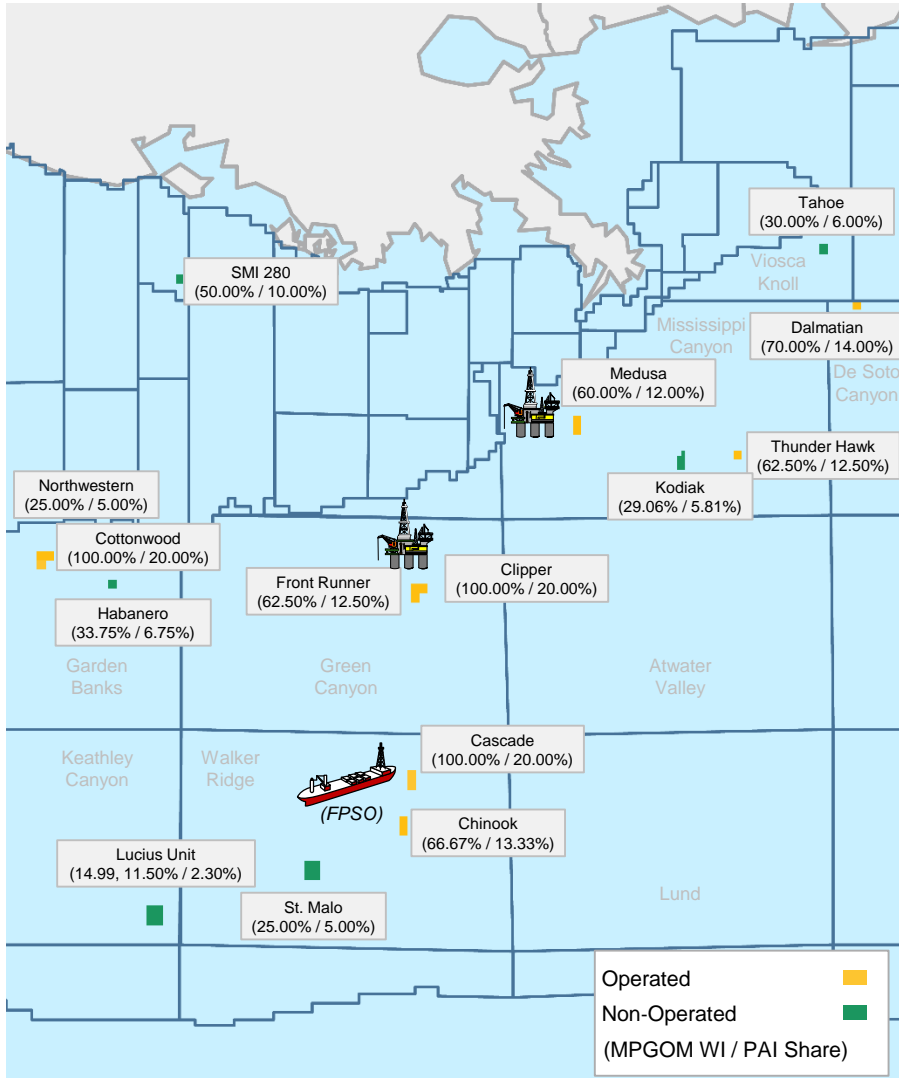 Tahoe
(30.00% / 6.00%)
Viosca
Knoll
SMI 280
(50.00% / 10.00%)
Mississippi
Canyon
Dalmatian
(70.00% / 14.00%)
De Soto
Canyon
Medusa
(60.00% / 12.00%)
Thunder Hawk
(62.50% / 12.50%)
Kodiak
(29.06% / 5.81%)
Northwestern
(25.00% / 5.00%)
Cottonwood
(100.00% / 20.00%)
Habanero
(33.75% / 6.75%)
Front Runner
(62.50% / 12.50%)
Clipper
(100.00% / 20.00%)
Garden
Banks
Green
Canyon
Atwater
Valley
Keathley
Canyon
Walker
Ridge
Cascade
(100.00% / 20.00%)
(FPSO)
Chinook
(66.67% / 13.33%)
Lucius Unit
(14.99, 11.50% / 2.30%)
St. Malo
(25.00% / 5.00%)
Lund
Operated
Non-Operated
(MPGOM WI / PAI Share)